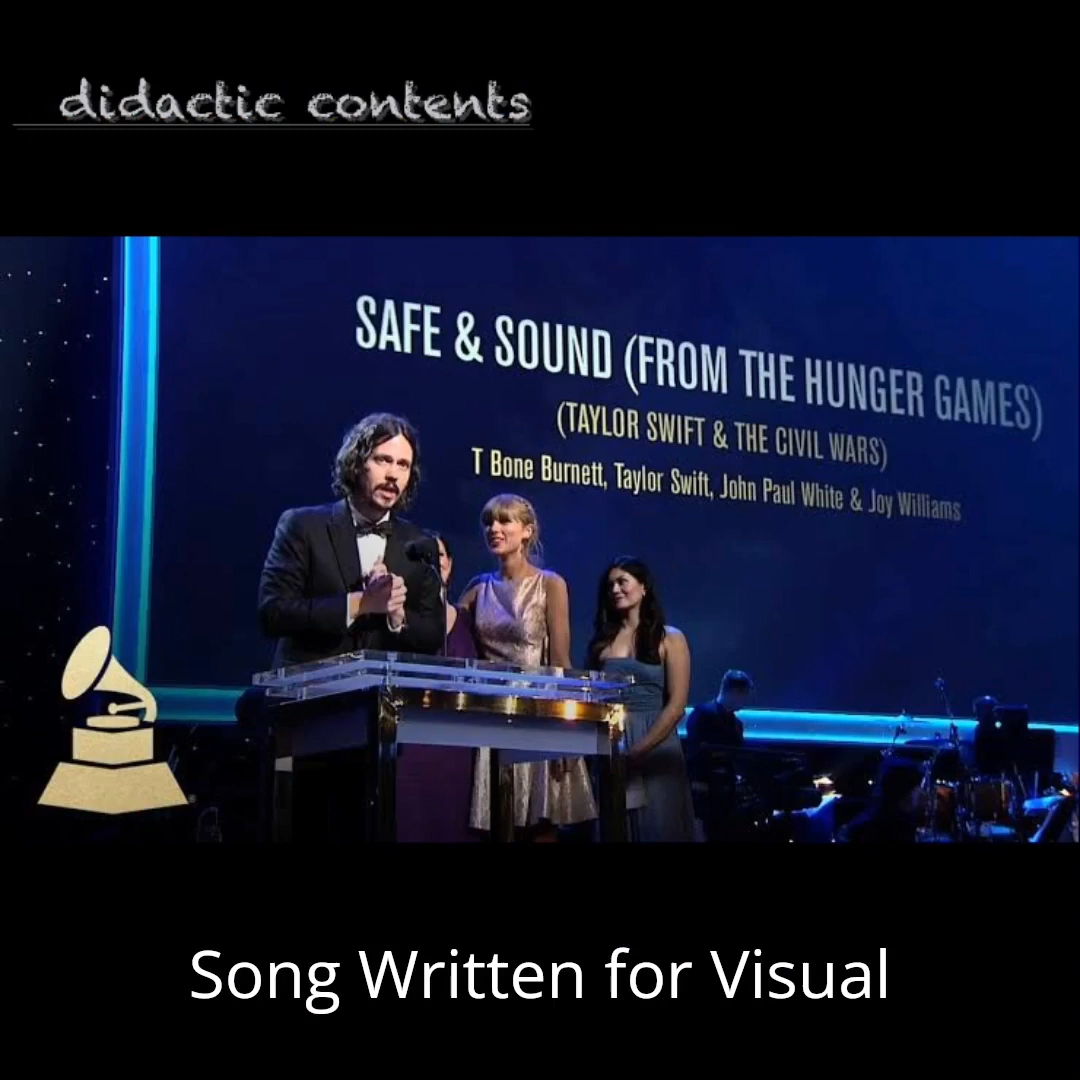 didactic contents
SAFE & SOUND (FROM THE HUNGER GAMES)
(TAYLOR SWIFT & THE CIVIL WARS)
T Bone Burnett, Taylor Swift, John Paul White & Joy Williams
Song Written for Visual